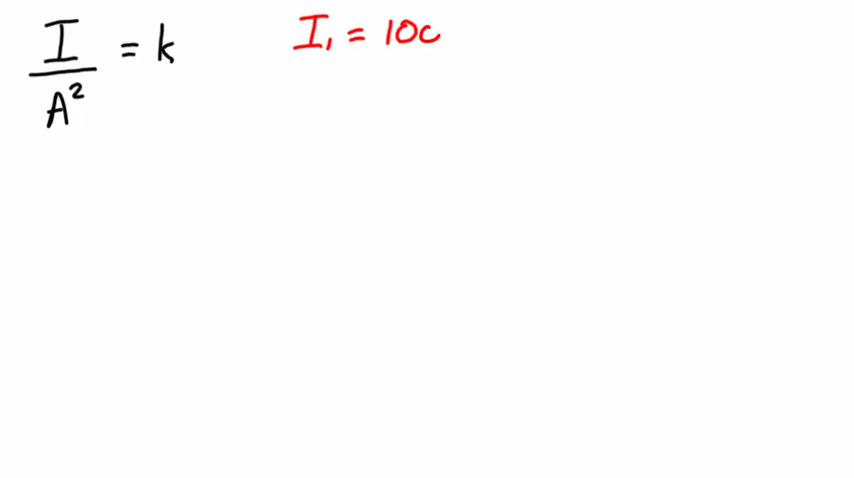 I/A² = k
I₁ = 10c